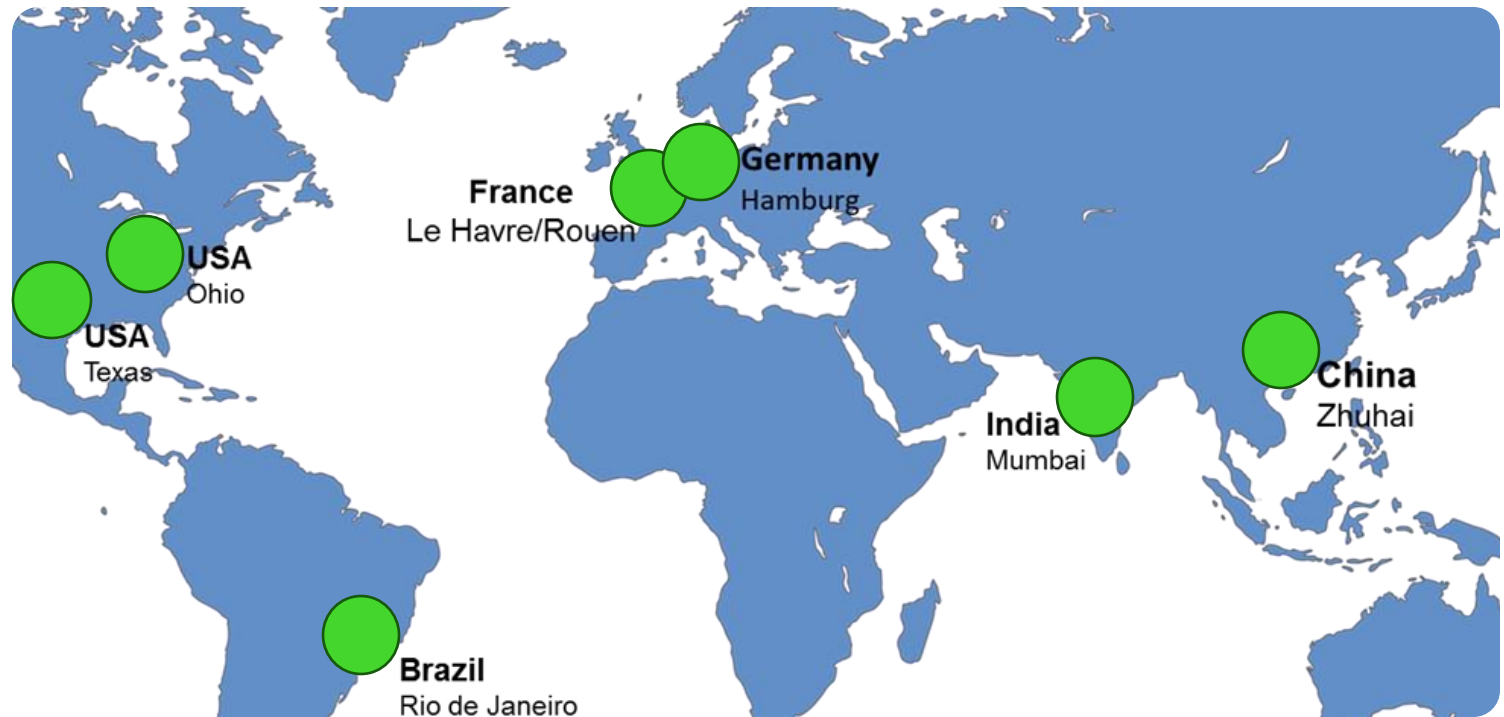 Germany
Hamburg
France
Le Havre/Rouen
USA
Ohio
USA
Texas
China
Zhuhai
India
Mumbai
Brazil
Rio de Janeiro